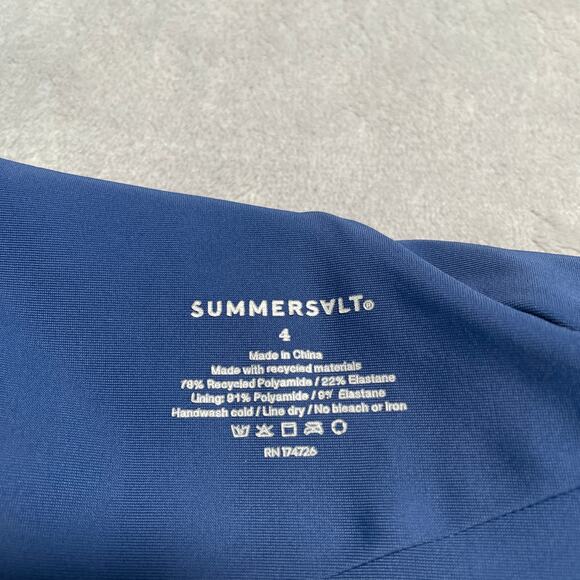 SUMMERSALT®
4
Made in China
Made with recycled materials
78% Recycled Polyamide / 22% Elastane
Lining: 91% Polyamide / 9% Elastane
Handwash cold / Line dry / No bleach or iron
RN 174726